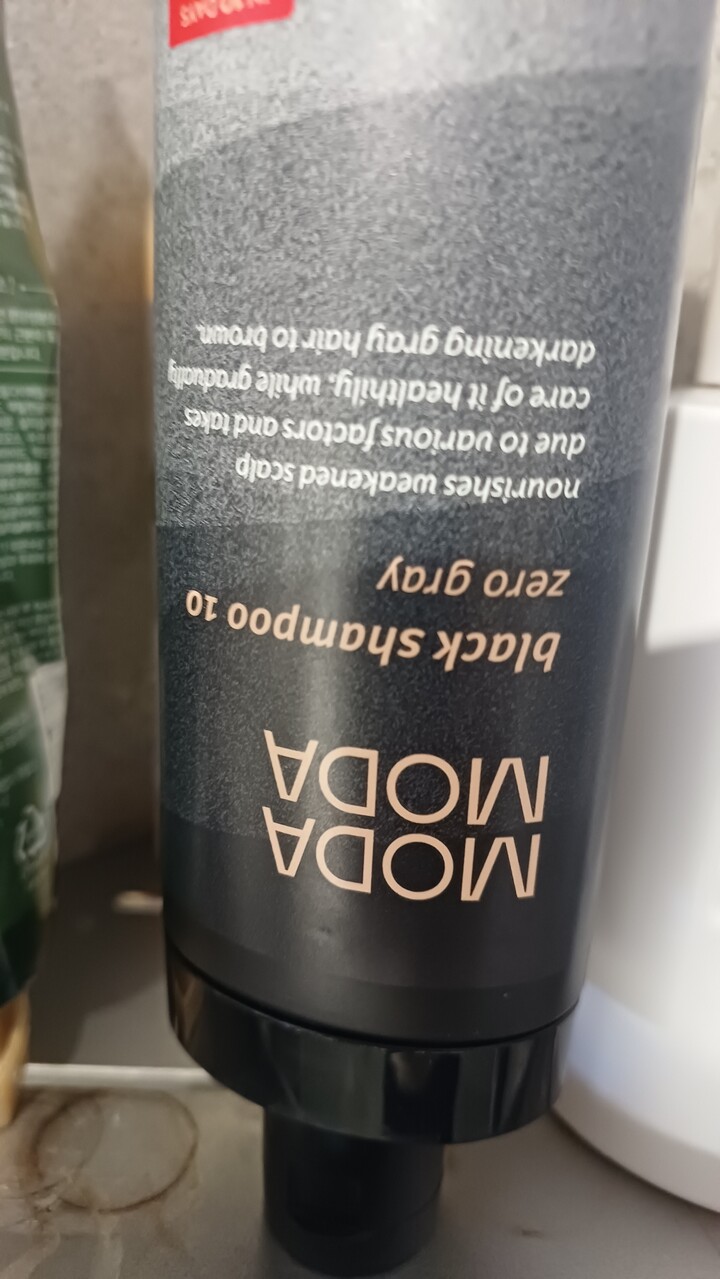 MODA
MODA
black shampoo 10
zero gray
nourishes weakened scalp
due to various factors and takes
care of it healthily, while gradually
darkening gray hair to brown.
DAYS